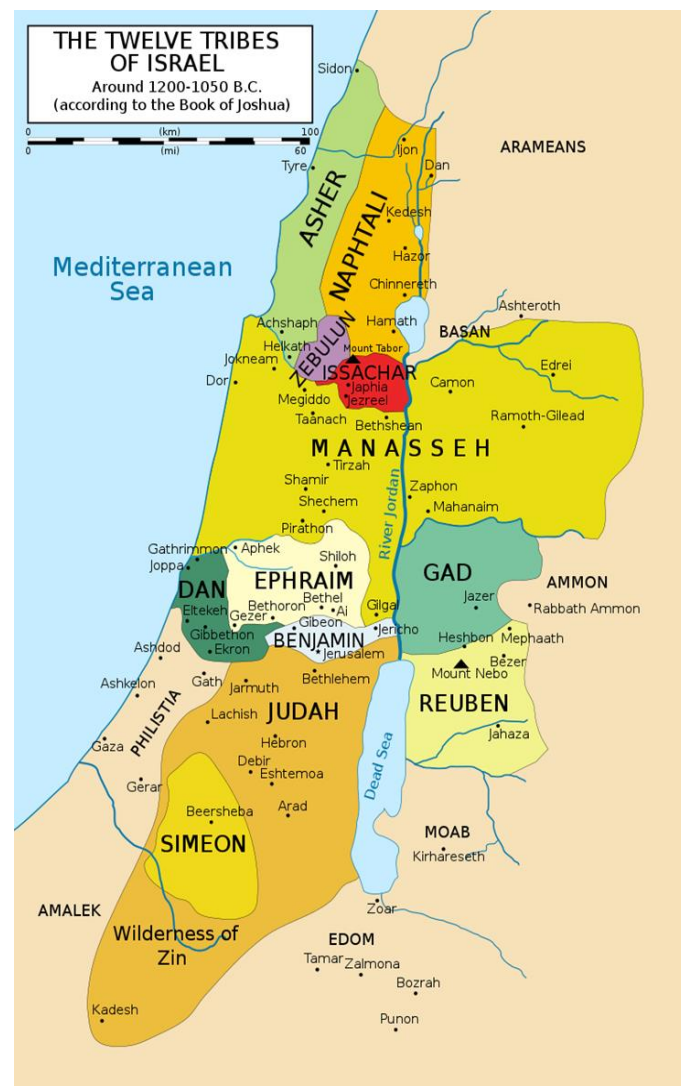 THE TWELVE TRIBES
OF ISRAEL
Around 1200-1050 B.C.
(according to the Book of Joshua)
0 (km) 100
0 (mi) 60
Sidon
Ijon
ARAMEANS
Tyre
Dan
ASHER
NAPHTALI
Kedesh
Hazor
Mediterranean
Sea
Chinnereth
Ashteroth
Achshaph
Hamath
BASAN
ZEBULUN
Helkath
Mount Tabor
Jokneam
ISSACHAR
Edrei
Dor
Japhia
Camon
Megiddo
Jezreel
Taanach
Bethshean
Ramoth-Gilead
MANASSEH
Tirzah
Shamir
Zaphon
Shechem
Mahanaim
River Jordan
Pirathon
Gathrimmon
Aphek
Joppa
Shiloh
DAN
EPHRAIM
GAD
AMMON
Jazer
Bethel
Eltekeh
Bethoron
Ai
Gilgal
Rabbath Ammon
Gezer
Gibeon
Gibbethon
BENJAMIN
Jericho
Heshbon
Mephaath
Ashdod
Ekron
Jerusalem
Bezer
Mount Nebo
Gath
Bethlehem
Ashkelon
Jarmuth
REUBEN
PHILISTIA
Lachish
JUDAH
Jahaza
Gaza
Hebron
Dead Sea
Debir
Eshtemoa
Gerar
Beersheba
Arad
MOAB
SIMEON
Kirhareseth
AMALEK
Zoar
Wilderness of
Zin
EDOM
Tamar
Zalmona
Bozrah
Kadesh
Punon